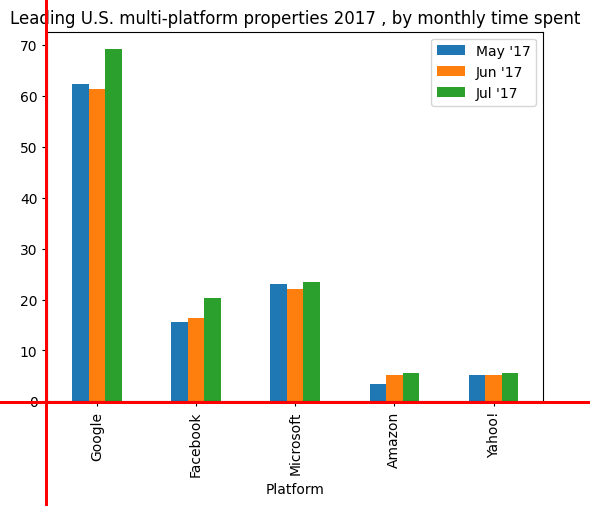 Leading U.S. multi-platform properties 2017 , by monthly time spent
May '17
Jun '17
Jul '17
70
60
50
40
30
20
10
0
Google
Facebook
Microsoft
Amazon
Yahoo!
Platform